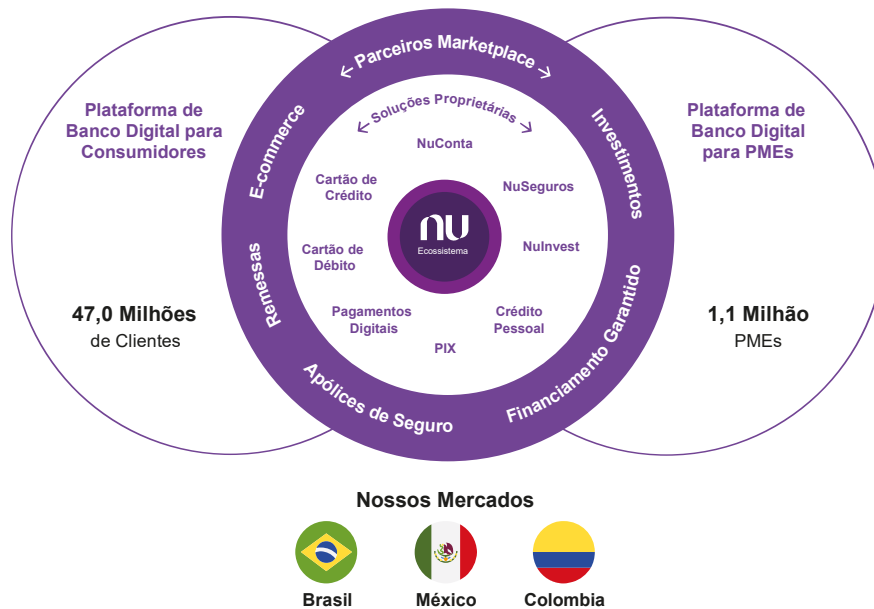 ← Parceiros Marketplace →
E-commerce
Remessas
Investimentos
Financiamento Garantido
Apólices de Seguro
← Soluções Proprietárias →
NuConta
Cartão de
Crédito
NuSeguros
Cartão de
Débito
NuInvest
Pagamentos
Digitais
Crédito
Pessoal
PIX
nu
Ecossistema
Plataforma de
Banco Digital para
Consumidores
47,0 Milhões
de Clientes
Plataforma de
Banco Digital
para PMEs
1,1 Milhão
PMEs
Nossos Mercados
Brasil
México
Colombia